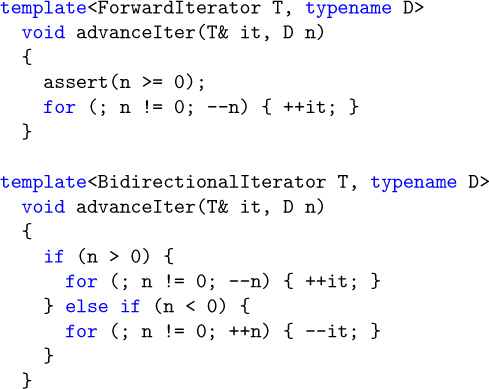 template<ForwardIterator T, typename D>
  void advanceIter(T& it, D n)
  {
    assert(n >= 0);
    for (; n != 0; --n) { ++it; }
  }

template<BidirectionalIterator T, typename D>
  void advanceIter(T& it, D n)
  {
    if (n > 0) {
      for (; n != 0; --n) { ++it; }
    } else if (n < 0) {
      for (; n != 0; ++n) { --it; }
    }
  }